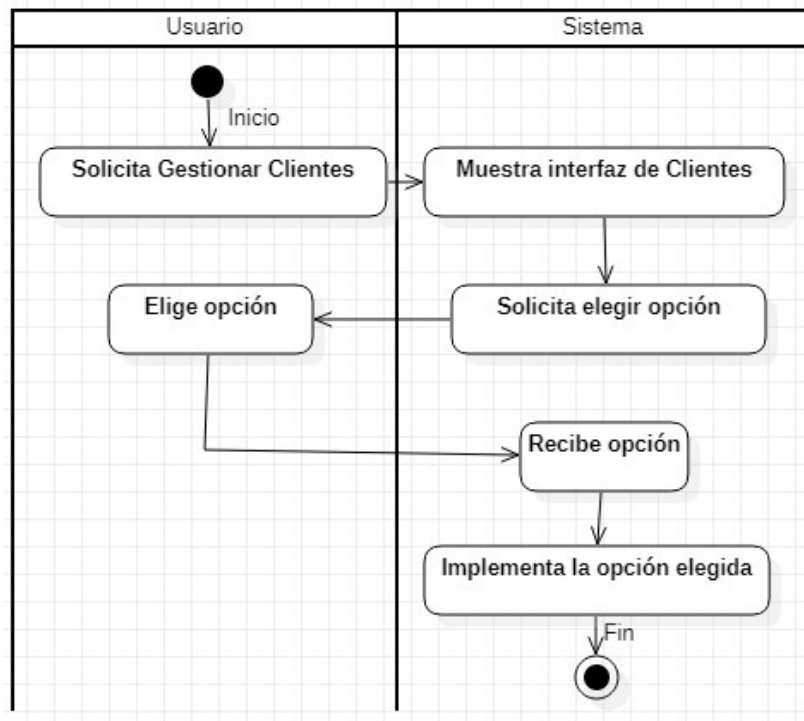 Usuario
Sistema
Inicio
Solicita Gestionar Clientes
Muestra interfaz de Clientes
Elige opción
Solicita elegir opción
Recibe opción
Implementa la opción elegida
Fin